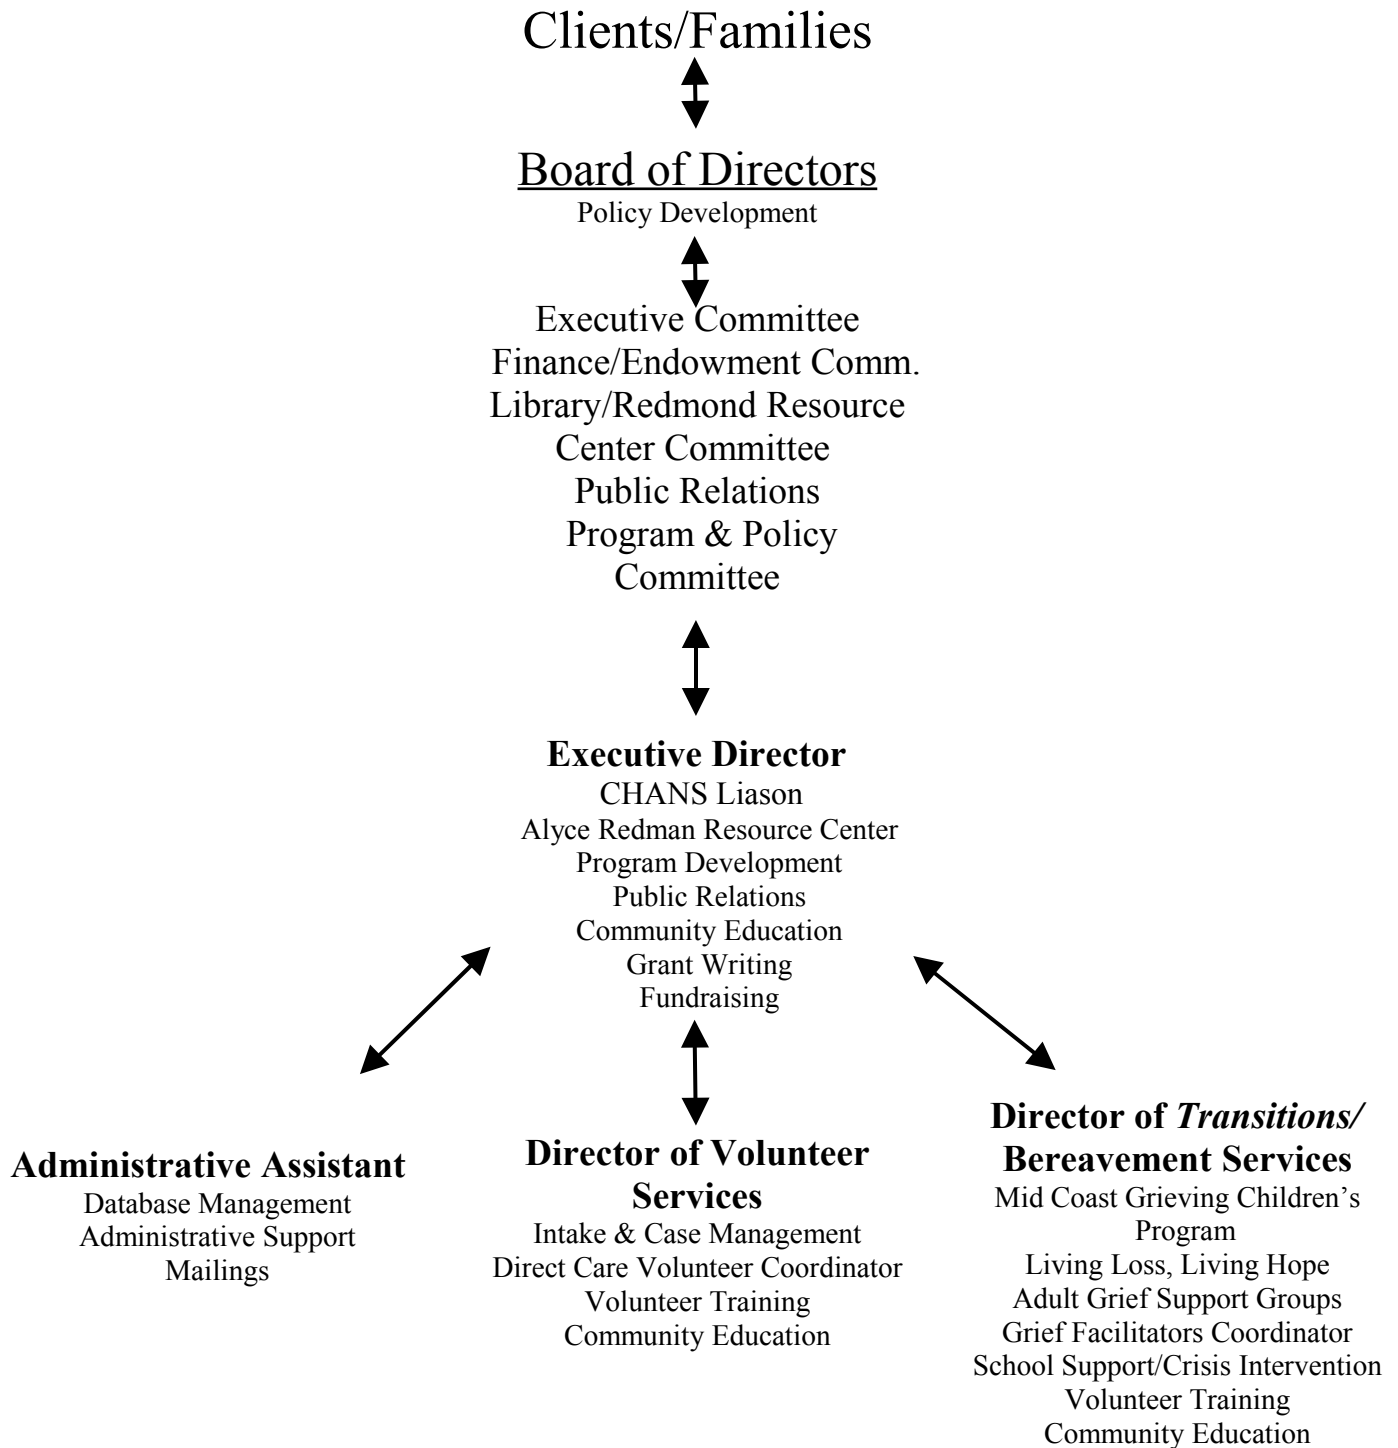 Clients/Families
Board of Directors
Policy Development
Executive Committee
Finance/Endowment Comm.
Library/Redmond Resource
Center Committee
Public Relations
Program & Policy
Committee
Executive Director
CHANS Liason
Alyce Redman Resource Center
Program Development
Public Relations
Community Education
Grant Writing
Fundraising
Administrative Assistant
Database Management
Administrative Support
Mailings
Director of Volunteer
Services
Intake & Case Management
Direct Care Volunteer Coordinator
Volunteer Training
Community Education
Director of Transitions/
Bereavement Services
Mid Coast Grieving Children’s
Program
Living Loss, Living Hope
Adult Grief Support Groups
Grief Facilitators Coordinator
School Support/Crisis Intervention
Volunteer Training
Community Education